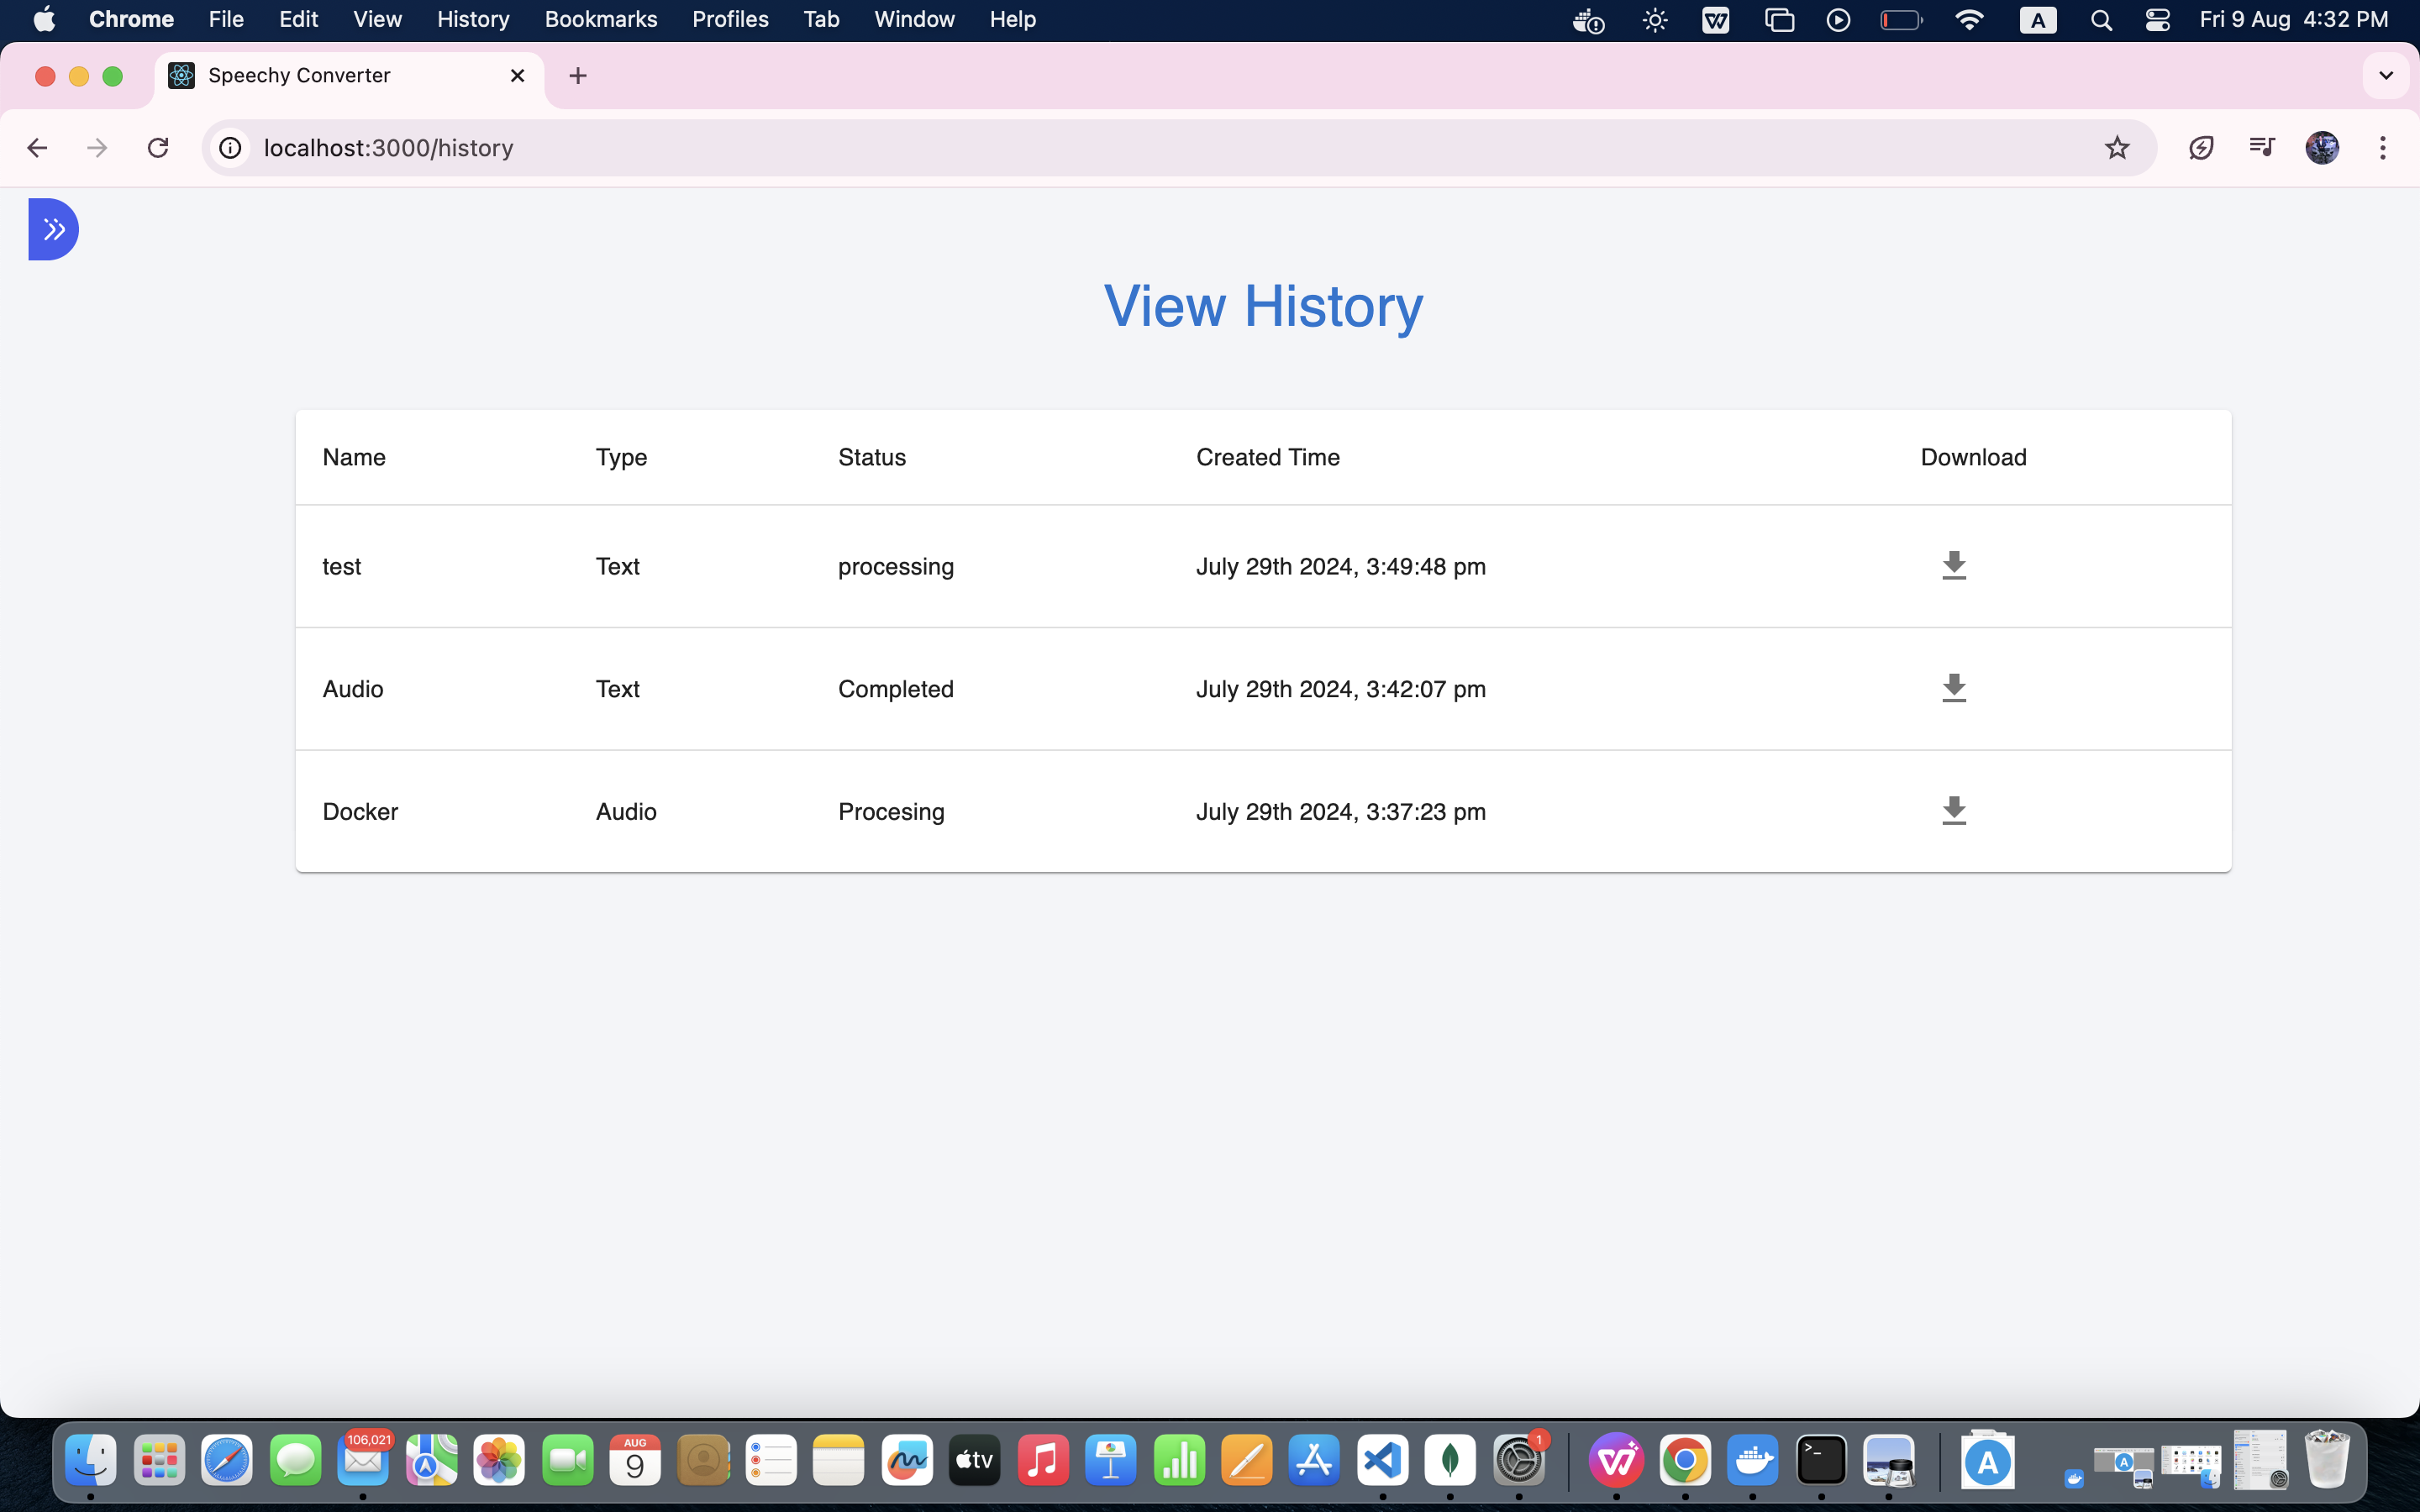 Chrome File Edit View History Bookmarks Profiles Tab Window Help A Fri 9 Aug 4:32 PM
Speechy Converter
localhost:3000/history
View History
Name Type Status Created Time Download
test Text processing July 29th 2024, 3:49:48 pm
Audio Text Completed July 29th 2024, 3:42:07 pm
Docker Audio Procesing July 29th 2024, 3:37:23 pm
106,021 AUG 1
9 tv